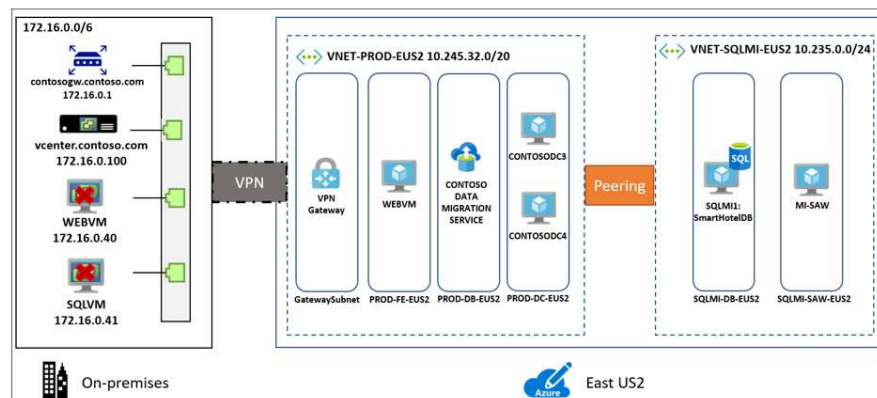 172.16.0.0/6
contosogw.contoso.com
172.16.0.1
vcenter.contoso.com
172.16.0.100
WEBVM
172.16.0.40
SQLVM
172.16.0.41
On-premises
VPN
VNET-PROD-EUS2 10.245.32.0/20
VPN
Gateway
GatewaySubnet
WEBVM
PROD-FE-EUS2
CONTOSO
DATA
MIGRATION
SERVICE
PROD-DB-EUS2
CONTOSODC3
CONTOSODC4
PROD-DC-EUS2
Peering
VNET-SQLMI-EUS2 10.235.0.0/24
SQL
SQLMI1:
SmartHotelDB
SQLMI-DB-EUS2
MI-SAW
SQLMI-SAW-EUS2
Azure
East US2